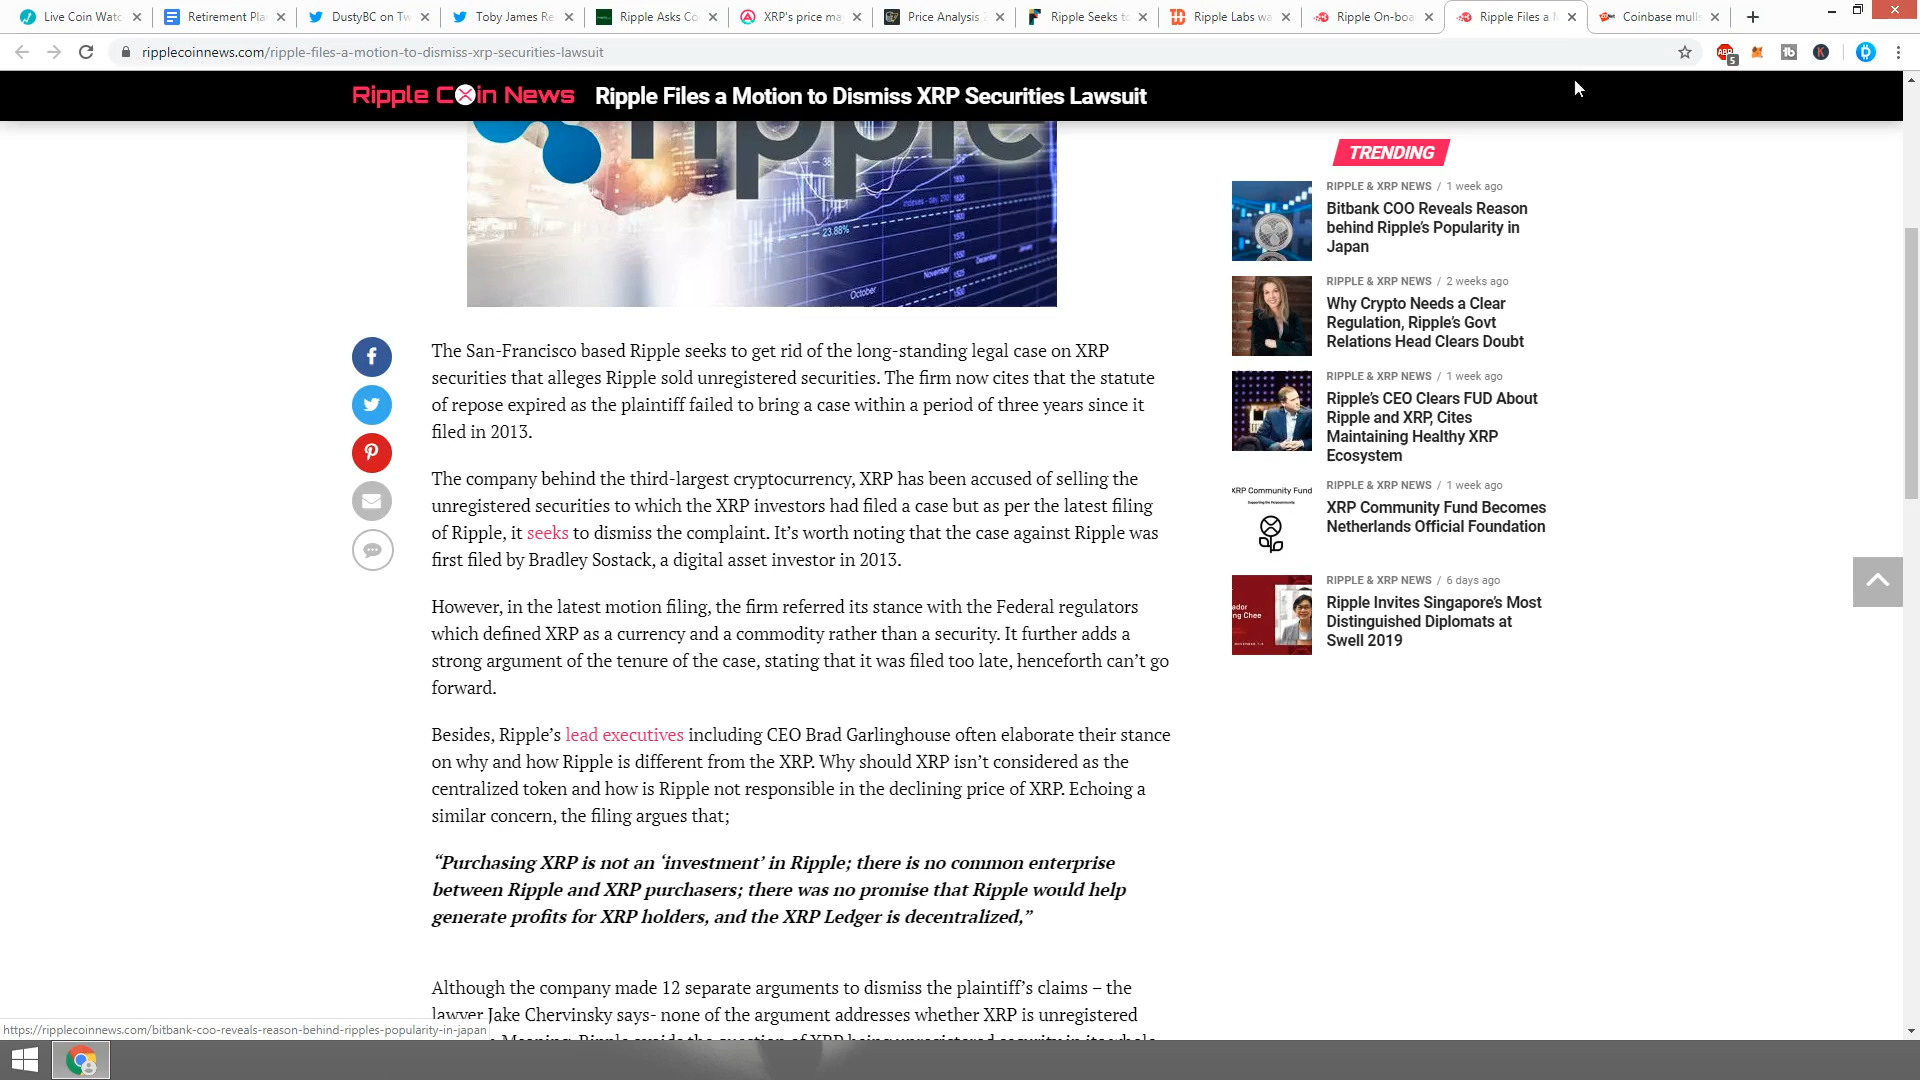 Live Coin Watc
Retirement Pla
DustyBC on Tw
Toby James Re
Ripple Asks Co
XRP's price ma
Price Analysis 2
Ripple Seeks to
Ripple Labs wa
Ripple On-boa
Ripple Files a M
Coinbase mulls
ripplecoinnews.com/ripple-files-a-motion-to-dismiss-xrp-securities-lawsuit
ABP
5
Ripple Coin News
Ripple Files a Motion to Dismiss XRP Securities Lawsuit
ripple
38
23.88%
October
November
December
January
The San-Francisco based Ripple seeks to get rid of the long-standing legal case on XRP
securities that alleges Ripple sold unregistered securities. The firm now cites that the statute
of repose expired as the plaintiff failed to bring a case within a period of three years since it
filed in 2013.
The company behind the third-largest cryptocurrency, XRP has been accused of selling the
unregistered securities to which the XRP investors had filed a case but as per the latest filing
of Ripple, it seeks to dismiss the complaint. It's worth noting that the case against Ripple was
first filed by Bradley Sostack, a digital asset investor in 2013.
However, in the latest motion filing, the firm referred its stance with the Federal regulators
which defined XRP as a currency and a commodity rather than a security. It further adds a
strong argument of the tenure of the case, stating that it was filed too late, henceforth can't go
forward.
Besides, Ripple's lead executives including CEO Brad Garlinghouse often elaborate their stance
on why and how Ripple is different from the XRP. Why should XRP isn't considered as the
centralized token and how is Ripple not responsible in the declining price of XRP. Echoing a
similar concern, the filing argues that;
“Purchasing XRP is not an ‘investment’ in Ripple; there is no common enterprise
between Ripple and XRP purchasers; there was no promise that Ripple would help
generate profits for XRP holders, and the XRP Ledger is decentralized,”
Although the company made 12 separate arguments to dismiss the plaintiff's claims – the
lawyer Jake Chervinsky says- none of the argument addresses whether XRP is unregistered
TRENDING
RIPPLE & XRP NEWS / 1 week ago
Bitbank COO Reveals Reason
behind Ripple's Popularity in
Japan
RIPPLE & XRP NEWS / 2 weeks ago
Why Crypto Needs a Clear
Regulation, Ripple's Govt
Relations Head Clears Doubt
RIPPLE & XRP NEWS / 1 week ago
Ripple's CEO Clears FUD About
Ripple and XRP, Cites
Maintaining Healthy XRP
Ecosystem
XRP Community Fund
RIPPLE & XRP NEWS / 1 week ago
XRP Community Fund Becomes
Netherlands Official Foundation
ador
ng Chee
RIPPLE & XRP NEWS / 6 days ago
Ripple Invites Singapore's Most
Distinguished Diplomats at
Swell 2019
https://ripplecoinnews.com/bitbank-coo-reveals-reason-behind-ripples-popularity-in-japan